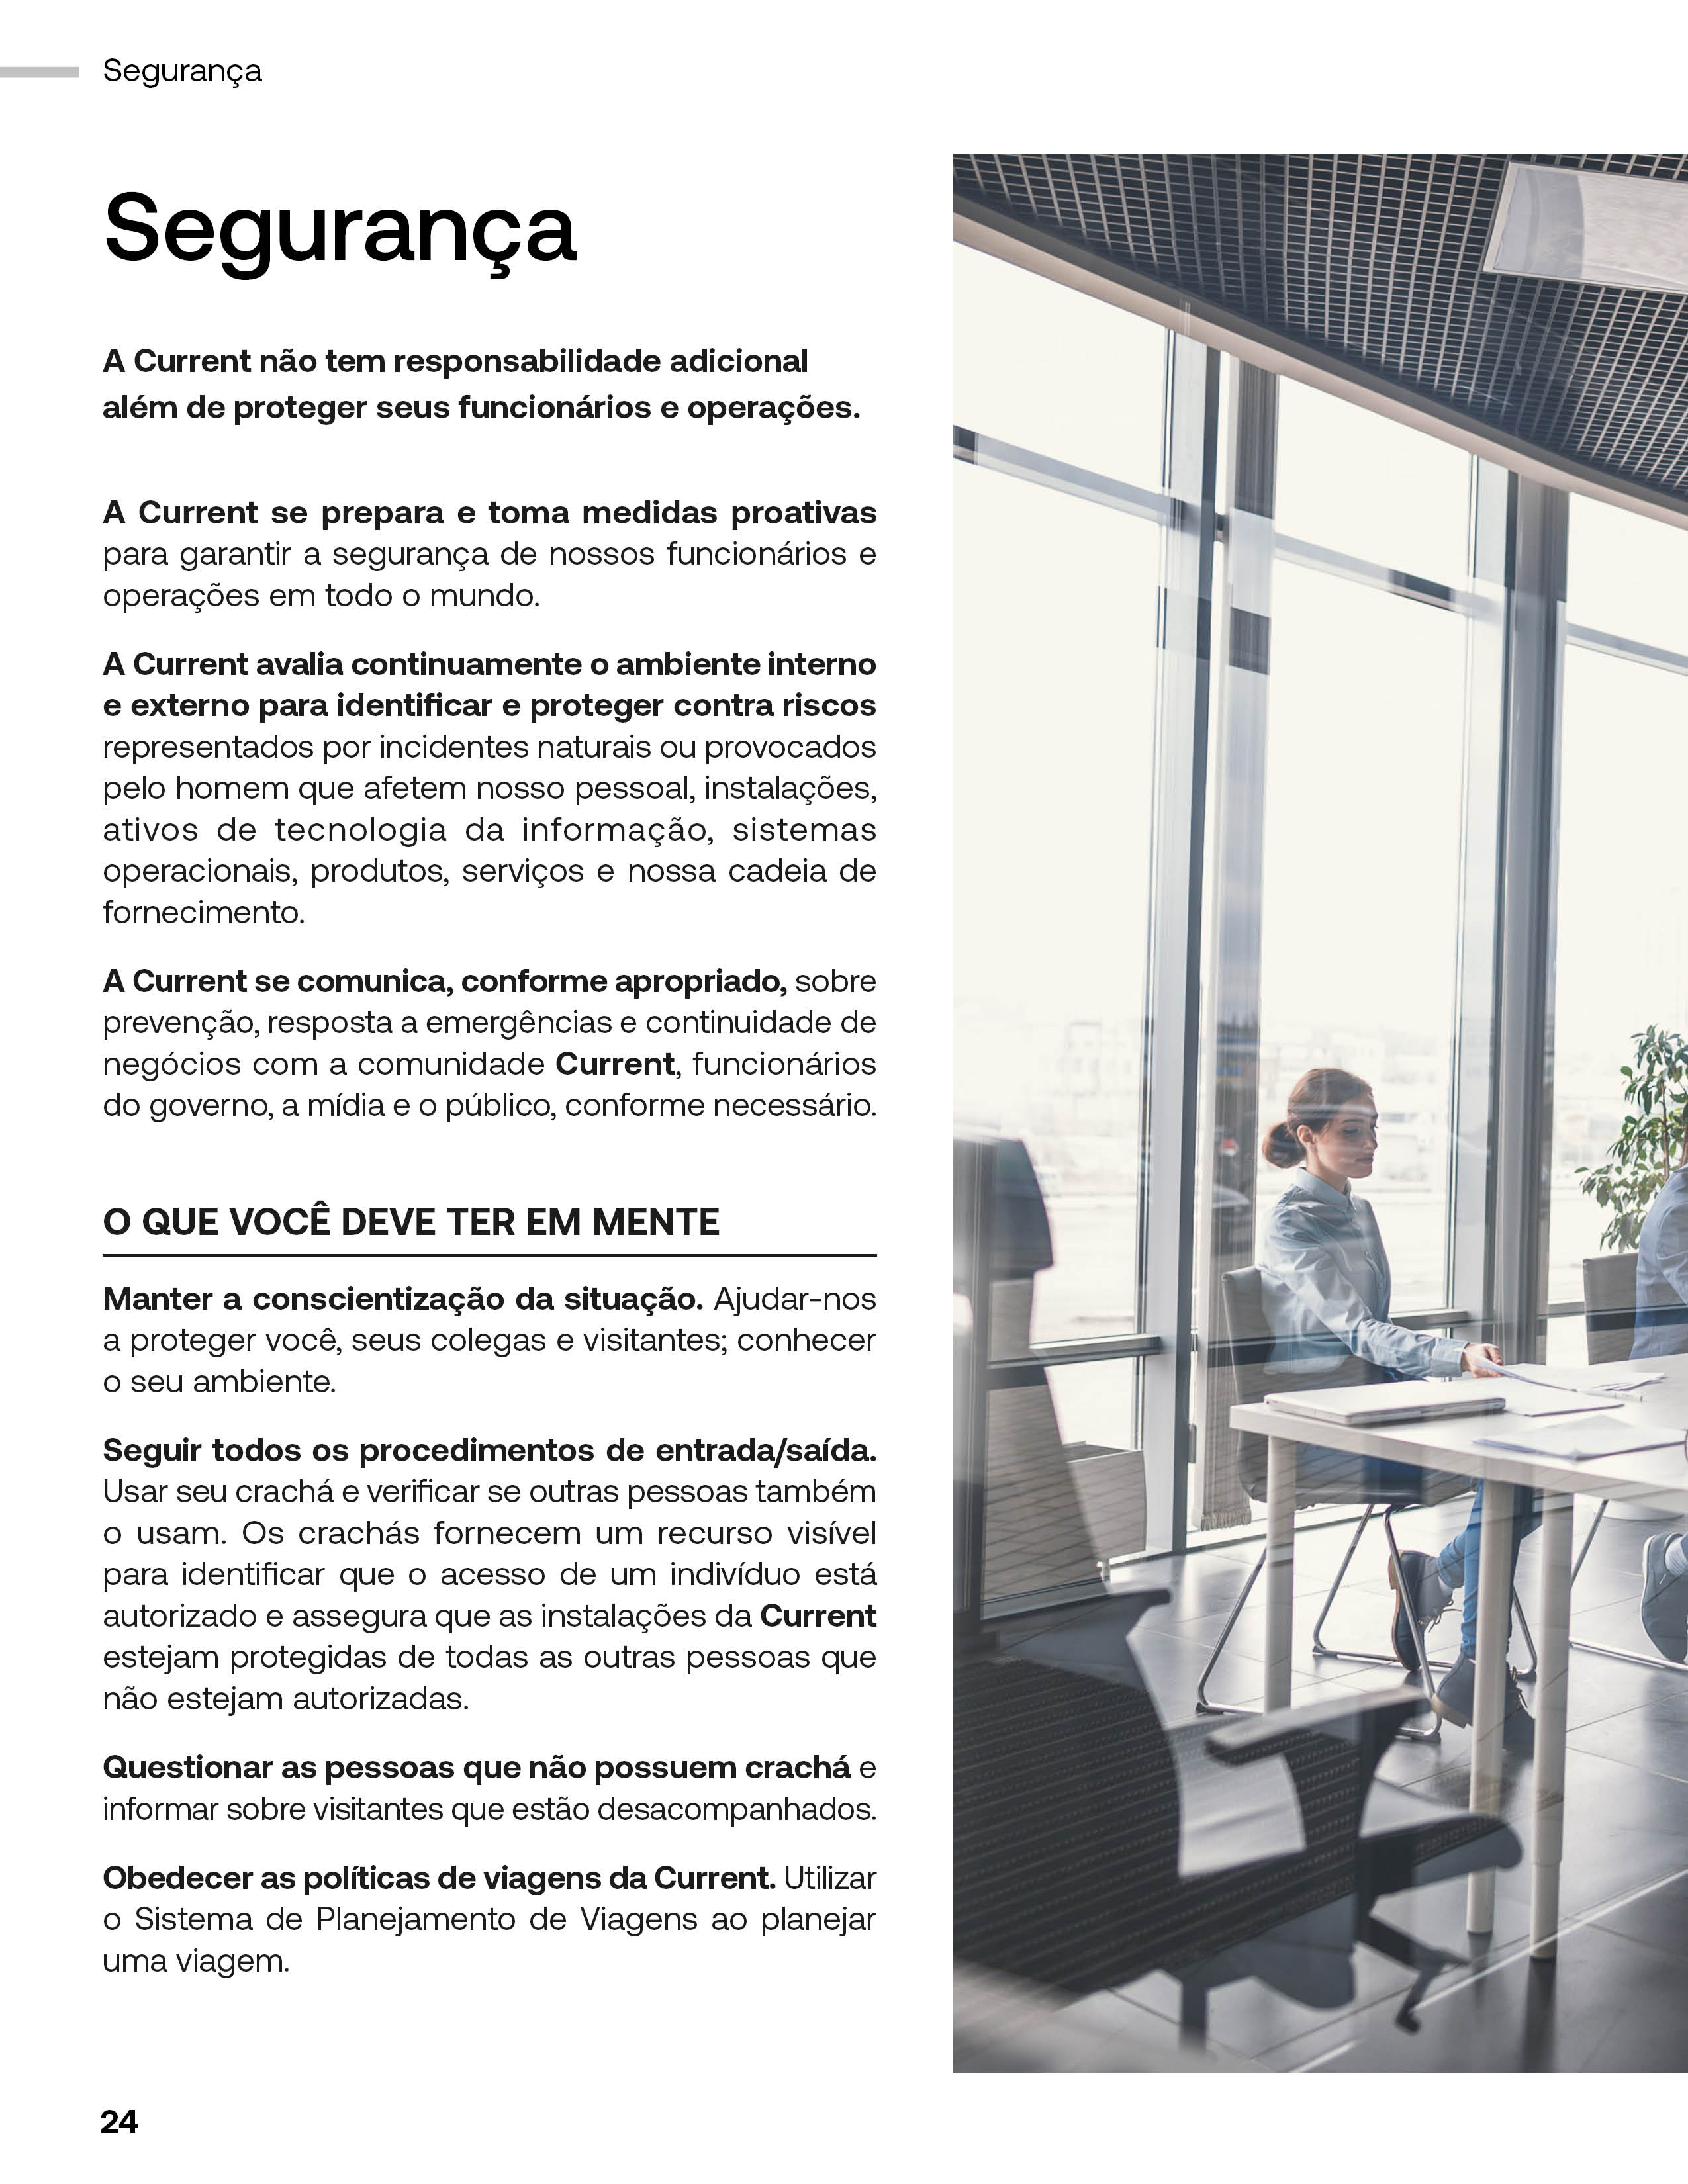 Segurança
Segurança
A Current não tem responsabilidade adicional
além de proteger seus funcionários e operações.
A Current se prepara e toma medidas proativas
para garantir a segurança de nossos funcionários e
operações em todo o mundo.
A Current avalia continuamente o ambiente interno
e externo para identificar e proteger contra riscos
representados por incidentes naturais ou provocados
pelo homem que afetem nosso pessoal, instalações,
ativos de tecnologia da informação, sistemas
operacionais, produtos, serviços e nossa cadeia de
fornecimento.
A Current se comunica, conforme apropriado, sobre
prevenção, resposta a emergências e continuidade de
negócios com a comunidade Current, funcionários
do governo, a mídia e o público, conforme necessário.
O QUE VOCÊ DEVE TER EM MENTE
Manter a conscientização da situação. Ajudar-nos
a proteger você, seus colegas e visitantes; conhecer
o seu ambiente.
Seguir todos os procedimentos de entrada/saída.
Usar seu crachá e verificar se outras pessoas também
o usam. Os crachás fornecem um recurso visível
para identificar que o acesso de um indivíduo está
autorizado e assegura que as instalações da Current
estejam protegidas de todas as outras pessoas que
não estejam autorizadas.
Questionar as pessoas que não possuem crachá e
informar sobre visitantes que estão desacompanhados.
Obedecer as políticas de viagens da Current. Utilizar
o Sistema de Planejamento de Viagens ao planejar
uma viagem.
24